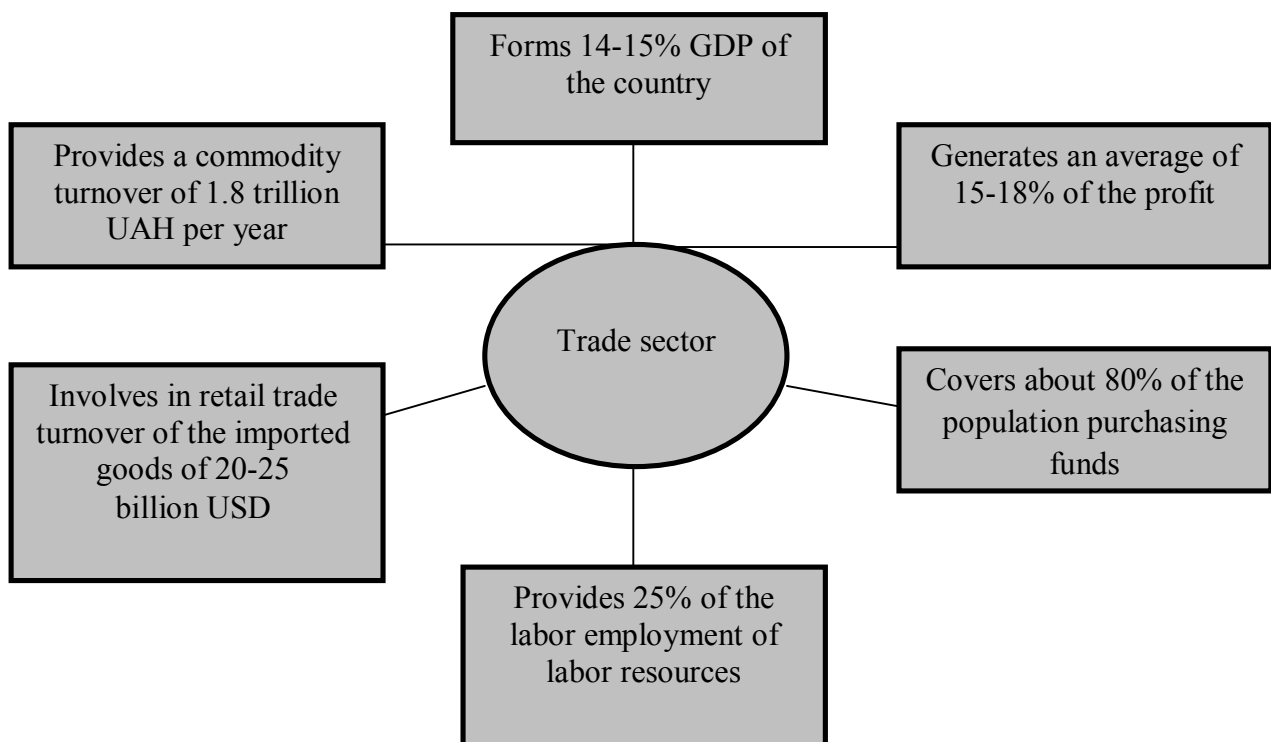 Forms 14-15% GDP of
the country
Provides a commodity
turnover of 1.8 trillion
UAH per year
Generates an average of
15-18% of the profit
Trade sector
Involves in retail trade
turnover of the imported
goods of 20-25
billion USD
Covers about 80% of the
population purchasing
funds
Provides 25% of the
labor employment of
labor resources